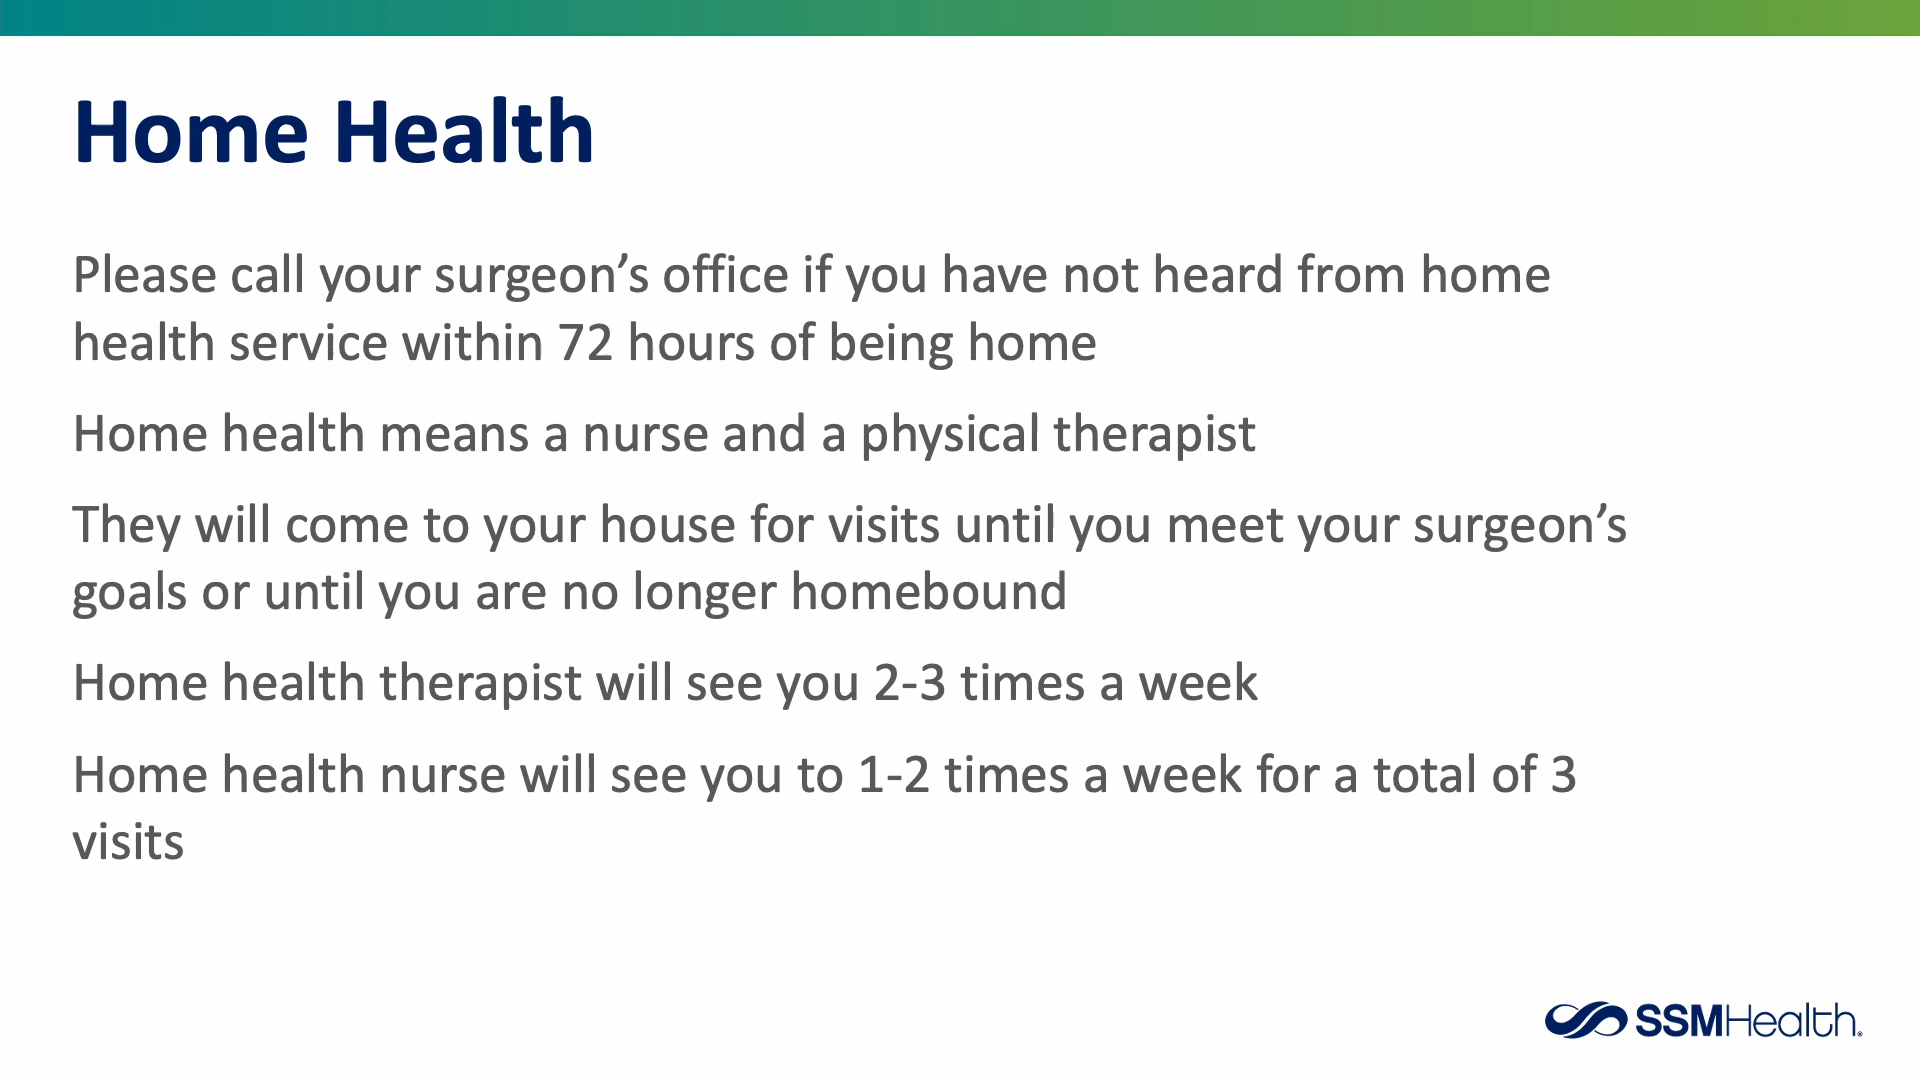 Home Health
Please call your surgeon’s office if you have not heard from home
health service within 72 hours of being home
Home health means a nurse and a physical therapist
They will come to your house for visits until you meet your surgeon’s
goals or until you are no longer homebound
Home health therapist will see you 2-3 times a week
Home health nurse will see you to 1-2 times a week for a total of 3
visits
SSMHealth®